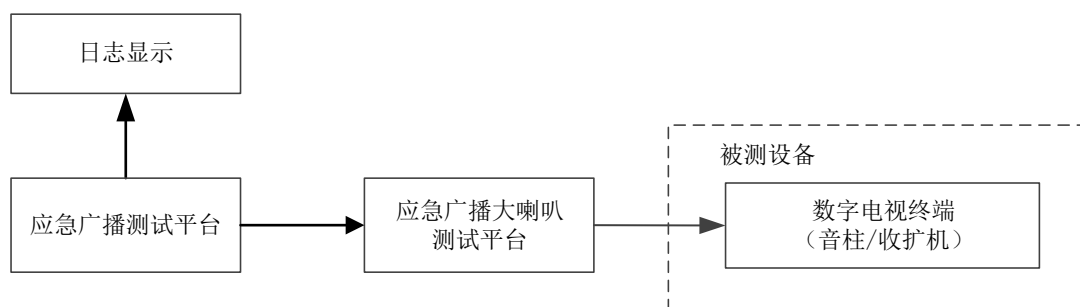 日志显示
被测设备
应急广播测试平台
应急广播大喇叭
测试平台
数字电视终端
（音柱/收扩机）